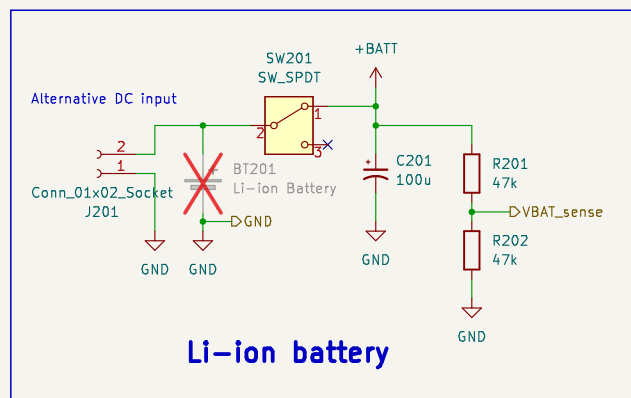 +BATT
SW201
SW_SPDT
Alternative DC input
1
2
3
2
1
BT201
Li-ion Battery
C201
100u
R201
47k
Conn_01x02_Socket
J201
GND
VBAT_sense
R202
47k
GND
GND
GND
GND
Li-ion battery